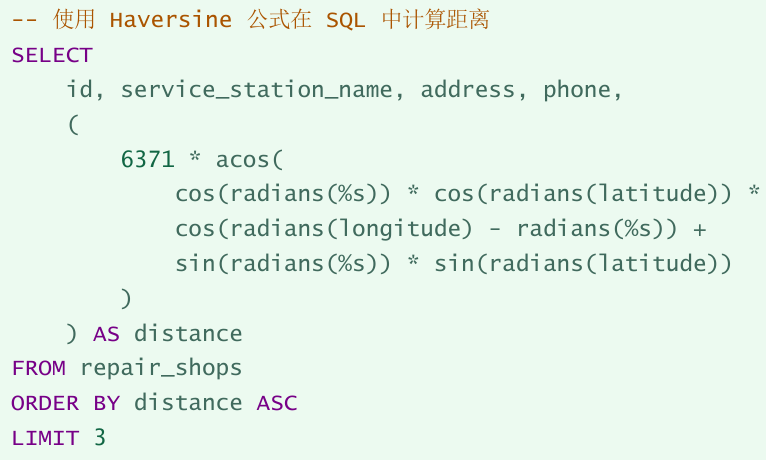 -- 使用 Haversine 公式在 SQL 中计算距离
SELECT
    id, service_station_name, address, phone,
    (
        6371 * acos(
            cos(radians(%s)) * cos(radians(latitude)) *
            cos(radians(longitude) - radians(%s)) +
            sin(radians(%s)) * sin(radians(latitude))
        )
    ) AS distance
FROM repair_shops
ORDER BY distance ASC
LIMIT 3